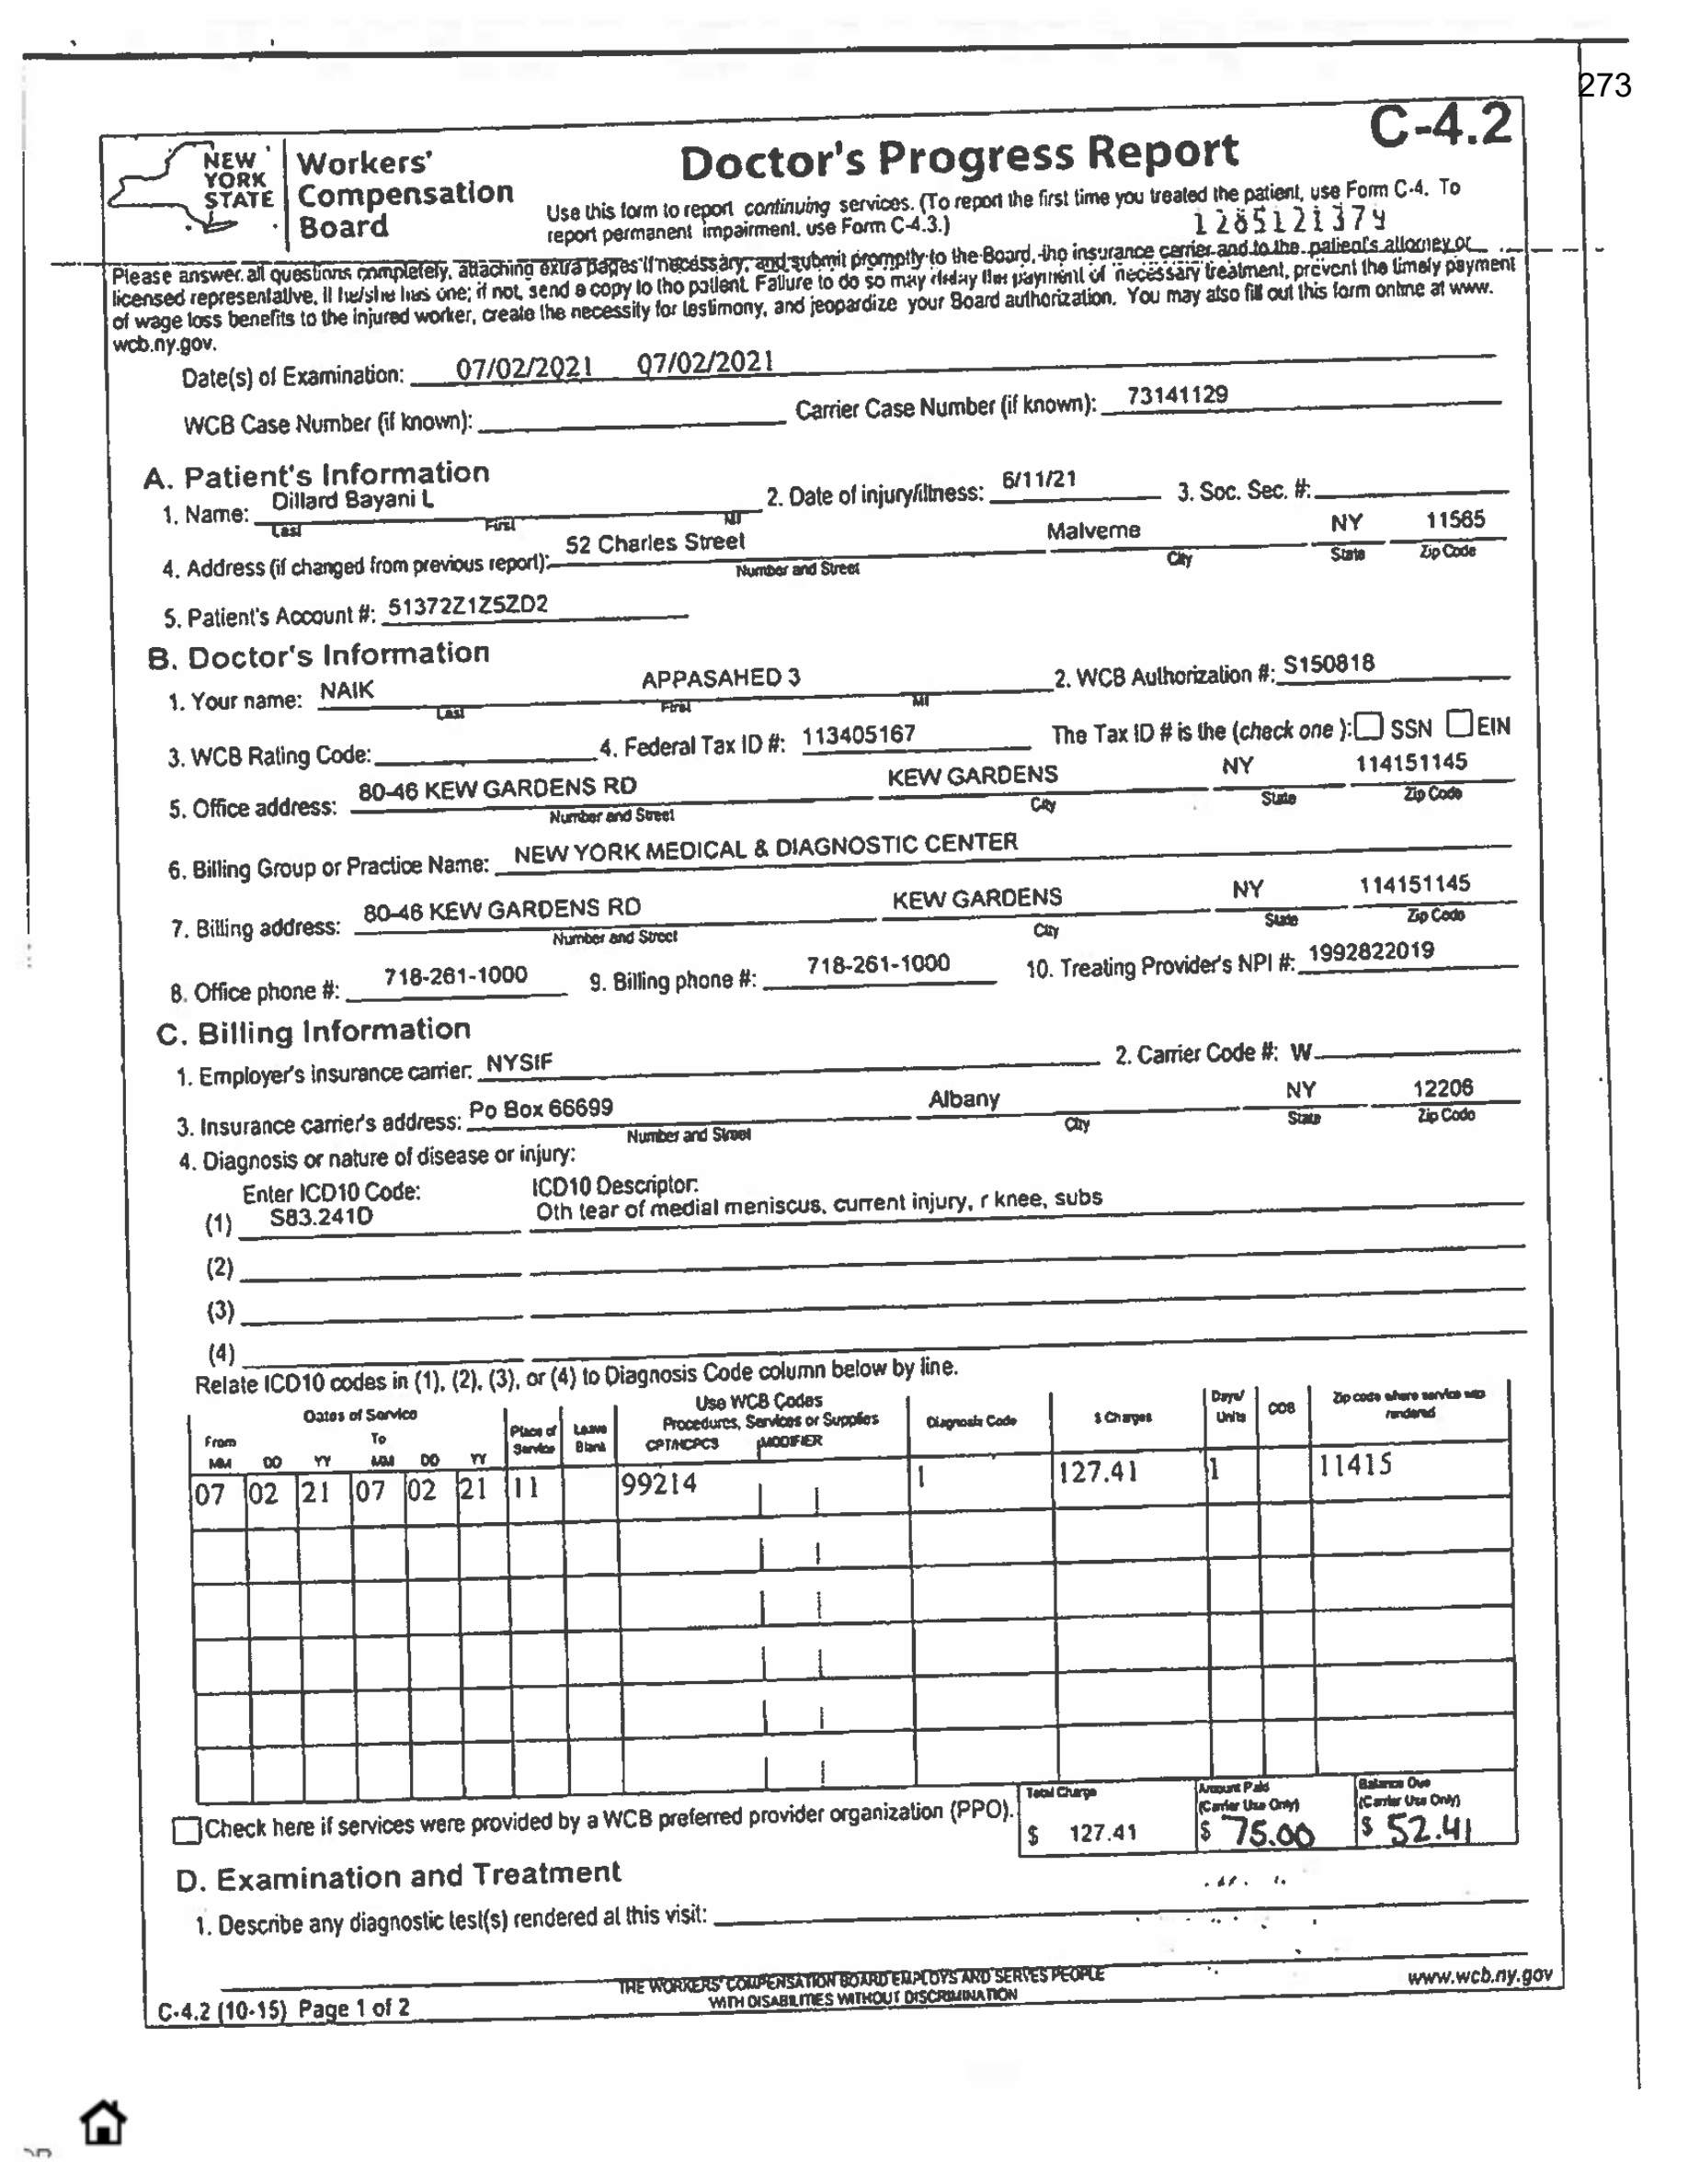 273
C-4.2
NEW YORK STATE
Workers' Compensation Board
Doctor's Progress Report
Use this form to report continuing services. (To report the first time you treated the patient, use Form C-4. To
report permanent impairment, use Form C-4.3.)
1285121379
Please answer all questions completely, attaching extra pages if necessary, and submit promptly to the Board, the insurance carrier and to the patient's attorney or
licensed representative, if he/she has one; if not, send a copy to the patient. Failure to do so may delay the payment of necessary treatment, prevent the timely payment
of wage loss benefits to the injured worker, create the necessity for testimony, and jeopardize your Board authorization. You may also fill out this form online at www.
wcb.ny.gov.
Date(s) of Examination: 07/02/2021 07/02/2021
WCB Case Number (if known): Carrier Case Number (if known): 73141129
A. Patient's Information
1. Name: Dillard Bayani L 2. Date of injury/illness: 6/11/21 3. Soc. Sec. #:
Last First MI
4. Address (if changed from previous report): 52 Charles Street Malverne NY 11565
Number and Street City State Zip Code
5. Patient's Account #: 51372Z1Z5ZD2
B. Doctor's Information
1. Your name: NAIK APPASAHED 3 2. WCB Authorization #: S150818
Last First MI
3. WCB Rating Code: 4. Federal Tax ID #: 113405167 The Tax ID # is the (check one ): SSN EIN
5. Office address: 80-46 KEW GARDENS RD KEW GARDENS NY 114151145
Number and Street City State Zip Code
6. Billing Group or Practice Name: NEW YORK MEDICAL & DIAGNOSTIC CENTER
7. Billing address: 80-46 KEW GARDENS RD KEW GARDENS NY 114151145
Number and Street City State Zip Code
8. Office phone #: 718-261-1000 9. Billing phone #: 718-261-1000 10. Treating Provider's NPI #: 1992822019
C. Billing Information
1. Employer's insurance carrier: NYSIF 2. Carrier Code #: W
3. Insurance carrier's address: Po Box 66699 Albany NY 12206
Number and Street City State Zip Code
4. Diagnosis or nature of disease or injury:
Enter ICD10 Code: ICD10 Descriptor:
(1) S83.241D Oth tear of medial meniscus, current injury, r knee, subs
(2)
(3)
(4)
Relate ICD10 codes in (1), (2), (3), or (4) to Diagnosis Code column below by line.
Dates of Service Place of Service Leave Blank Use WCB Codes Procedures, Services or Supplies Diagnosis Code $ Charges Days/ Units COB Zip code where service was rendered
From To CPT/HCPCS MODIFIER
MM DD YY MM DD YY
07 02 21 07 02 21 11 99214 1 127.41 1 11415
Check here if services were provided by a WCB preferred provider organization (PPO).
Total Charge $ 127.41
Amount Paid (Carrier Use Only) $ 75.00
Balance Due (Carrier Use Only) $ 52.41
D. Examination and Treatment
1. Describe any diagnostic test(s) rendered at this visit:
THE WORKERS' COMPENSATION BOARD EMPLOYS AND SERVES PEOPLE
WITH DISABILITIES WITHOUT DISCRIMINATION
www.wcb.ny.gov
C-4.2 (10-15) Page 1 of 2